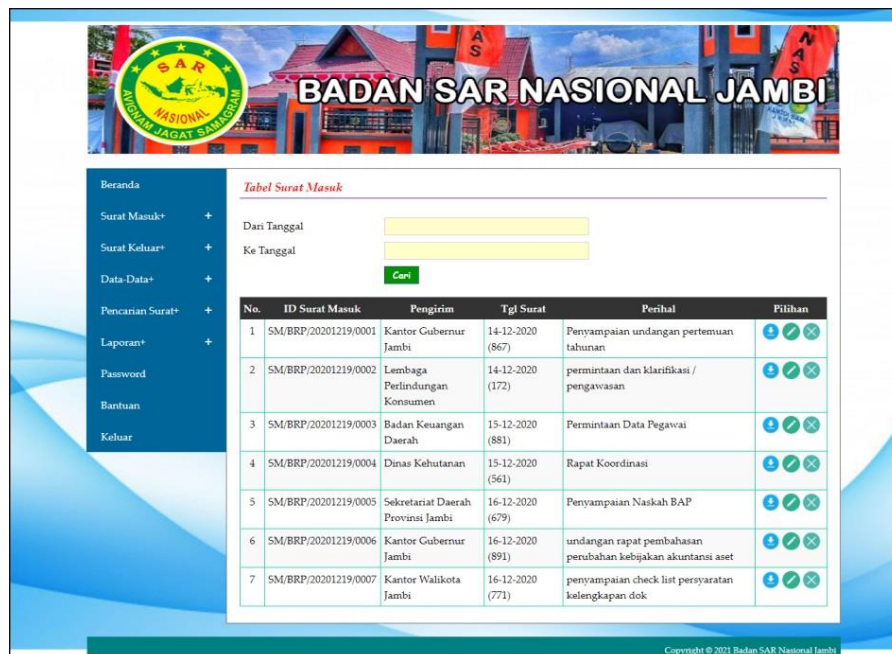 SAR
NASIONAL
AVIGNAM JAGAT SAMAGRAM
BADAN SAR NASIONAL JAMBI
Beranda
Surat Masuk+ +
Surat Keluar+ +
Data-Data+ +
Pencarian Surat+ +
Laporan+ +
Password
Bantuan
Keluar
Tabel Surat Masuk
Dari Tanggal
Ke Tanggal
Cari
No. ID Surat Masuk Pengirim Tgl Surat Perihal Pilihan
1 SM/BRP/20201219/0001 Kantor Gubernur 14-12-2020 Penyampaian undangan pertemuan
Jambi (867) tahunan
2 SM/BRP/20201219/0002 Lembaga 14-12-2020 permintaan dan klarifikasi /
Perlindungan (172) pengawasan
Konsumen
3 SM/BRP/20201219/0003 Badan Keuangan 15-12-2020 Permintaan Data Pegawai
Daerah (881)
4 SM/BRP/20201219/0004 Dinas Kehutanan 15-12-2020 Rapat Koordinasi
(561)
5 SM/BRP/20201219/0005 Sekretariat Daerah 16-12-2020 Penyampaian Naskah BAP
Provinsi Jambi (679)
6 SM/BRP/20201219/0006 Kantor Gubernur 16-12-2020 undangan rapat pembahasan
Jambi (891) perubahan kebijakan akuntansi aset
7 SM/BRP/20201219/0007 Kantor Walikota 16-12-2020 penyampaian check list persyaratan
Jambi (771) kelengkapan dok
Copyright © 2021 Badan SAR Nasional Jambi